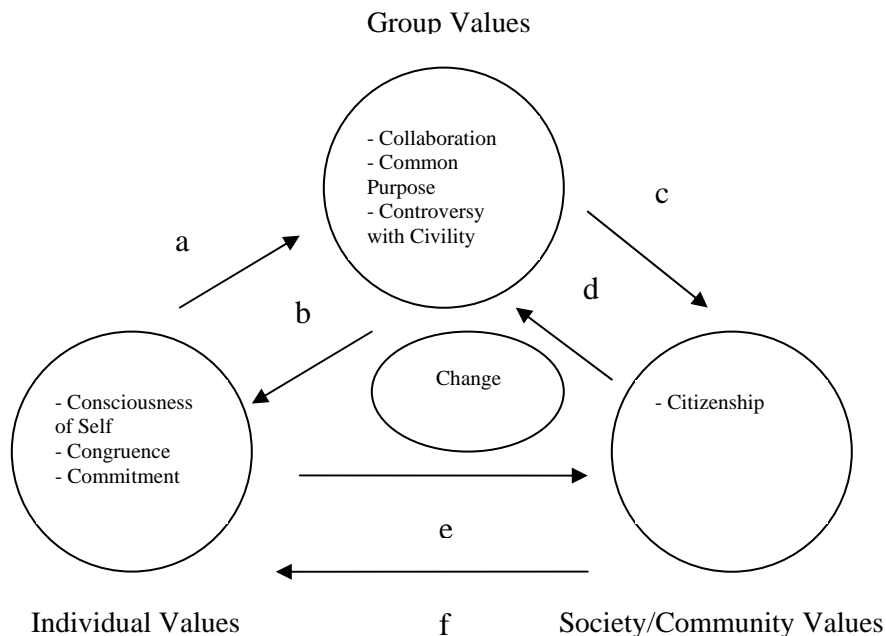 Group Values
- Collaboration
- Common
Purpose
- Controversy
with Civility
a
c
b
d
Change
- Consciousness
of Self
- Congruence
- Commitment
- Citizenship
e
Individual Values
f
Society/Community Values